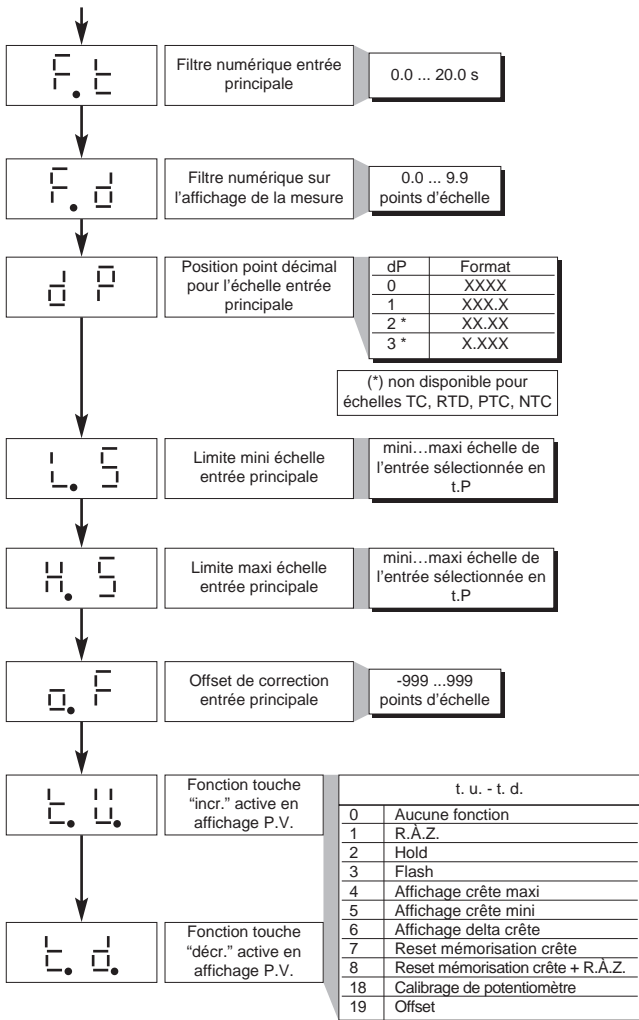 F.t
Filtre numérique entrée
principale
0.0 ... 20.0 s
F.d
Filtre numérique sur
l'affichage de la mesure
0.0 ... 9.9
points d'échelle
dP
Position point décimal
pour l'échelle entrée
principale
dP Format
0 XXXX
1 XXX.X
2 * XX.XX
3 * X.XXX
(*) non disponible pour
échelles TC, RTD, PTC, NTC
L.S
Limite mini échelle
entrée principale
mini…maxi échelle de
l'entrée sélectionnée en
t.P
H.S
Limite maxi échelle
entrée principale
mini…maxi échelle de
l'entrée sélectionnée en
t.P
o.F
Offset de correction
entrée principale
-999 ...999
points d'échelle
t.U.
Fonction touche
“incr.” active en
affichage P.V.
t. u. - t. d.
0 Aucune fonction
1 R.À.Z.
2 Hold
3 Flash
4 Affichage crête maxi
5 Affichage crête mini
6 Affichage delta crête
7 Reset mémorisation crête
8 Reset mémorisation crête + R.À.Z.
18 Calibrage de potentiomètre
19 Offset
t.d.
Fonction touche
“décr.” active en
affichage P.V.